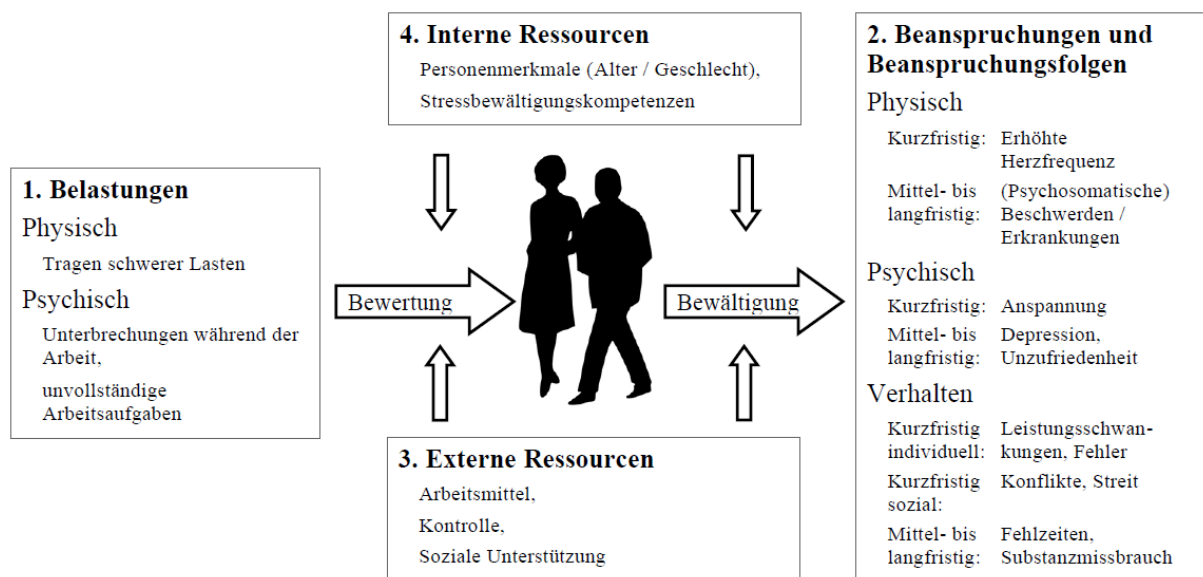 1. Belastungen
Physisch
Tragen schwerer Lasten
Psychisch
Unterbrechungen während der
Arbeit,
unvollständige
Arbeitsaufgaben
Bewertung
4. Interne Ressourcen
Personenmerkmale (Alter / Geschlecht),
Stressbewältigungskompetenzen
3. Externe Ressourcen
Arbeitsmittel,
Kontrolle,
Soziale Unterstützung
Bewältigung
2. Beanspruchungen und
Beanspruchungsfolgen
Physisch
Kurzfristig: Erhöhte
Herzfrequenz
Mittel- bis (Psychosomatische)
langfristig: Beschwerden /
Erkrankungen
Psychisch
Kurzfristig: Anspannung
Mittel- bis Depression,
langfristig: Unzufriedenheit
Verhalten
Kurzfristig Leistungsschwan-
individuell: kungen, Fehler
Kurzfristig Konflikte, Streit
sozial:
Mittel- bis Fehlzeiten,
langfristig: Substanzmissbrauch